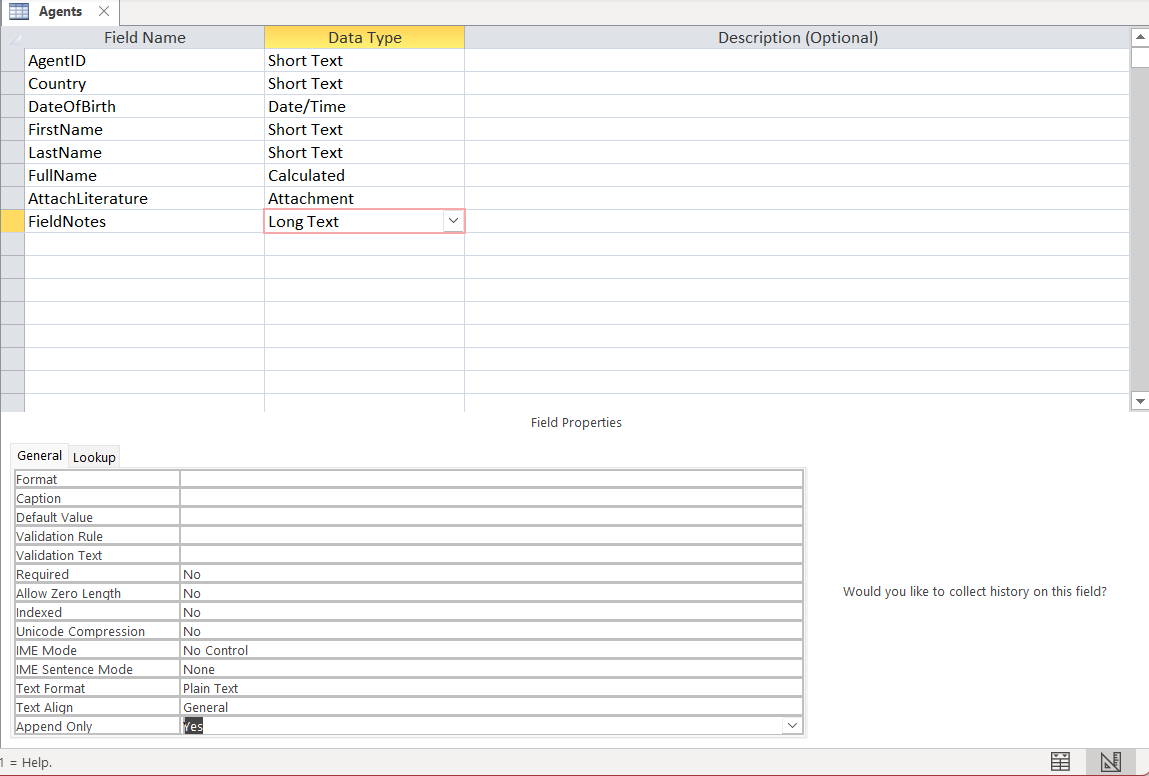 Agents
Field Name Data Type Description (Optional)
AgentID Short Text
Country Short Text
DateOfBirth Date/Time
FirstName Short Text
LastName Short Text
FullName Calculated
AttachLiterature Attachment
FieldNotes Long Text
Field Properties
General Lookup
Format
Caption
Default Value
Validation Rule
Validation Text
Required No
Allow Zero Length No
Indexed No
Unicode Compression No
IME Mode No Control
IME Sentence Mode None
Text Format Plain Text
Text Align General
Append Only Yes
Would you like to collect history on this field?
1 = Help.